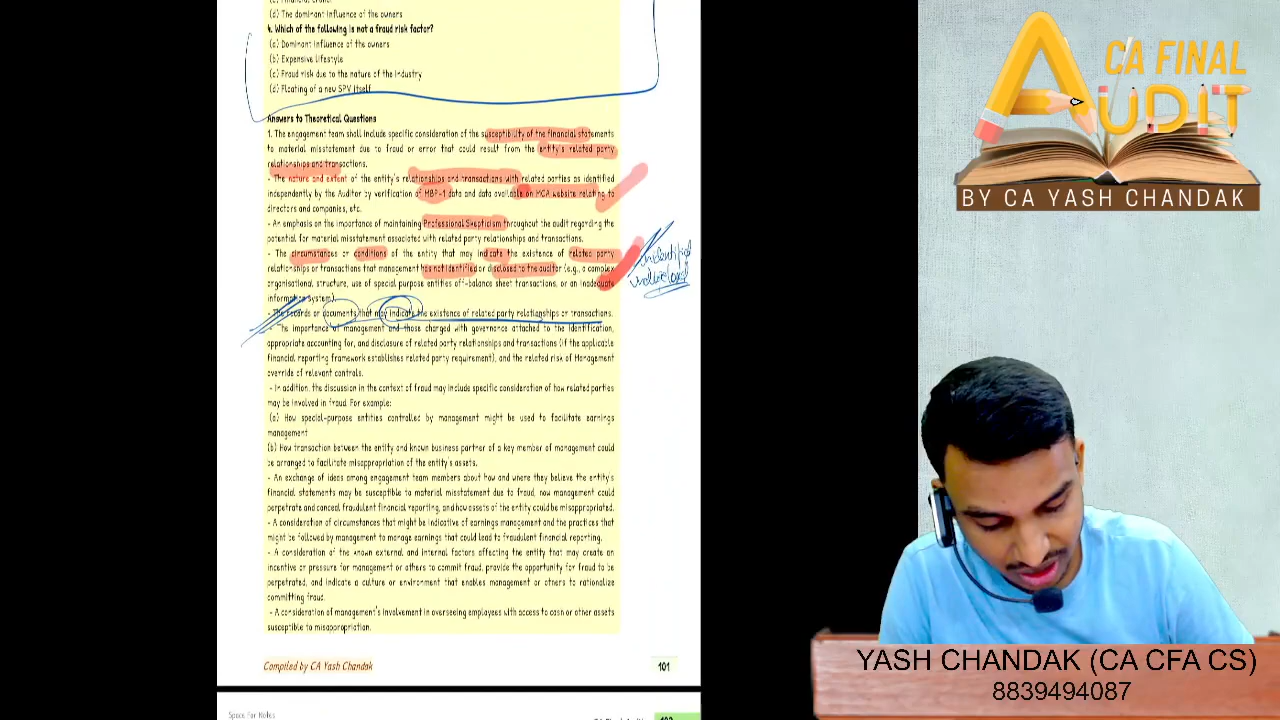 (d) The dominant influence of the owners
4. Which of the following is not a fraud risk factor?
(a) Dominant influence of the owners
(b) Expensive lifestyle
(c) Fraud risk due to the nature of the industry
(d) Floating of a new SPV itself
Answers to Theoretical Questions
1. The engagement team shall include specific consideration of the susceptibility of the financial statements
to material misstatement due to fraud or error that could result from the entity's related party
relationships and transactions.
- The nature and extent of the entity's relationships and transactions with related parties as identified
independently by the Auditor by verification of MBP-1 data and data available on MCA website relating to
directors and companies, etc.
- An emphasis on the importance of maintaining Professional Skepticism throughout the audit regarding the
potential for material misstatement associated with related party relationships and transactions.
- The circumstances or conditions of the entity that may indicate the existence of related party
relationships or transactions that management has not identified or disclosed to the auditor (e.g., a complex
organisational structure, use of special purpose entities off-balance sheet transactions, or an inadequate
information system).
- The records or documents that may indicate the existence of related party relationships or transactions.
- The importance of management and those charged with governance attached to the identification,
appropriate accounting for, and disclosure of related party relationships and transactions (if the applicable
financial reporting framework establishes related party requirement), and the related risk of Management
override of relevant controls.
- In addition, the discussion in the context of fraud may include specific consideration of how related parties
may be involved in fraud. For example:
(a) How special-purpose entities controlled by management might be used to facilitate earnings
management
(b) How transaction between the entity and known business partner of a key member of management could
be arranged to facilitate misappropriation of the entity's assets.
- An exchange of ideas among engagement team members about how and where they believe the entity's
financial statements may be susceptible to material misstatement due to fraud, now management could
perpetrate and conceal fraudulent financial reporting, and how assets of the entity could be misappropriated.
- A consideration of circumstances that might be indicative of earnings management and the practices that
might be followed by management to manage earnings that could lead to fraudulent financial reporting.
- A consideration of the known external and internal factors affecting the entity that may create an
incentive or pressure for management or others to commit fraud, provide the opportunity for fraud to be
perpetrated, and indicate a culture or environment that enables management or others to rationalize
committing fraud.
- A consideration of management's involvement in overseeing employees with access to cash or other assets
susceptible to misappropriation.
Compiled by CA Yash Chandak
101
Space for Notes
CA FINAL
AUDIT
BY CA YASH CHANDAK
YASH CHANDAK (CA CFA CS)
8839494087